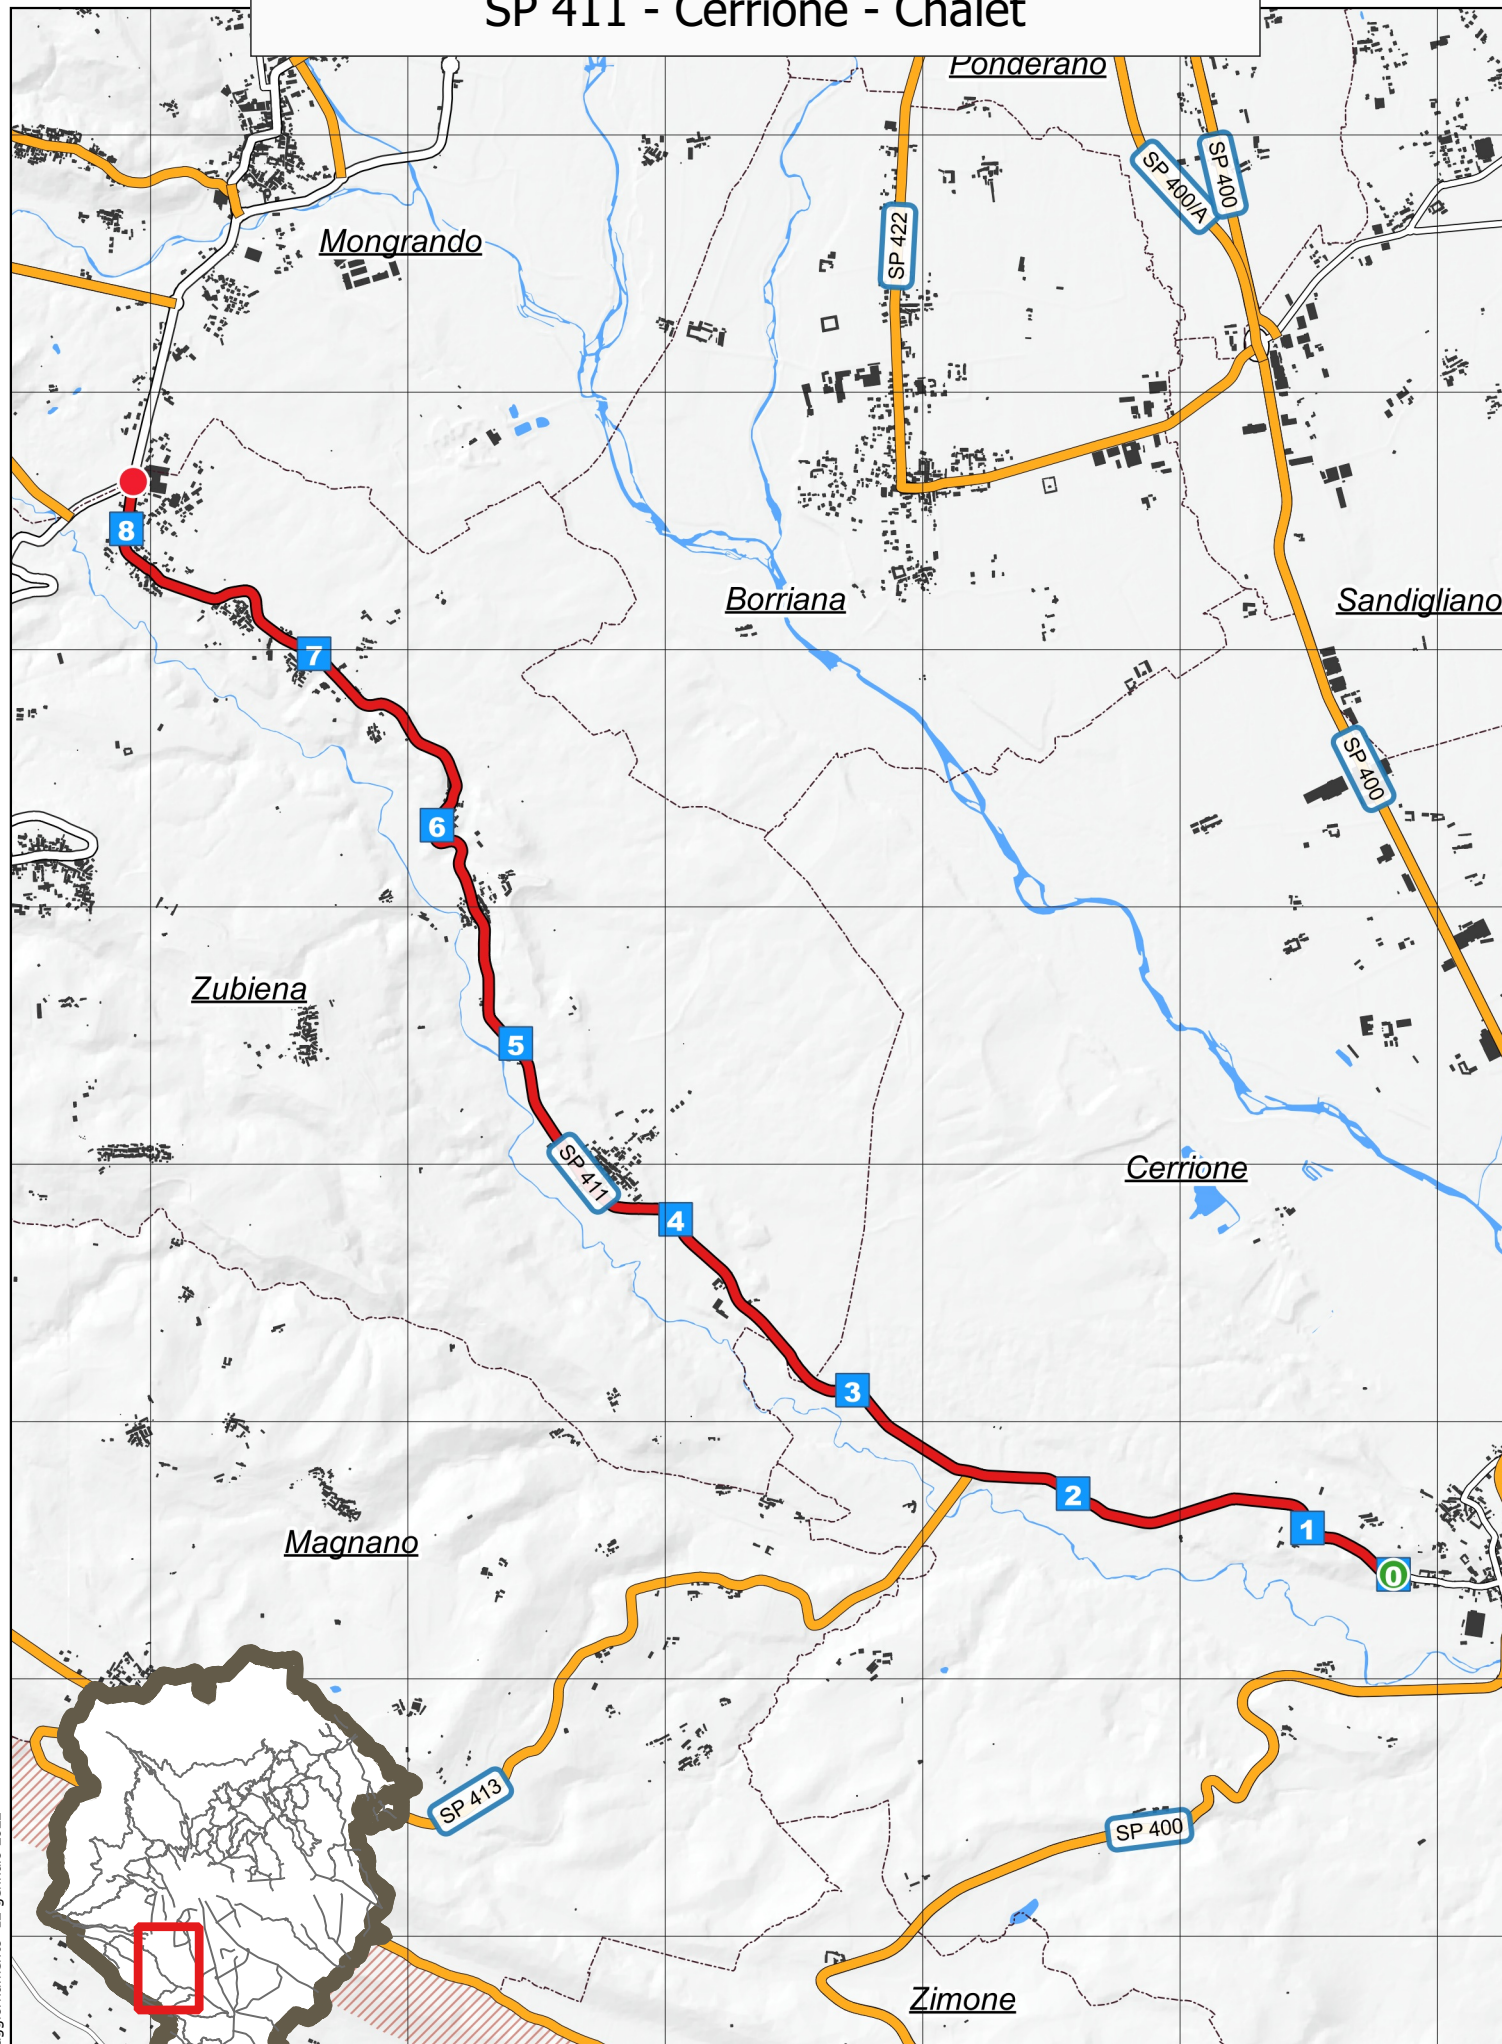 SP 411 - Cerrione - Chalet
Ponderano
SP 400/A
SP 400
SP 422
Mongrando
8
Borriana
Sandigliano
7
SP 400
6
Zubiena
5
SP 411
Cerrione
4
3
2
1
Magnano
0
SP 413
SP 400
Zimone